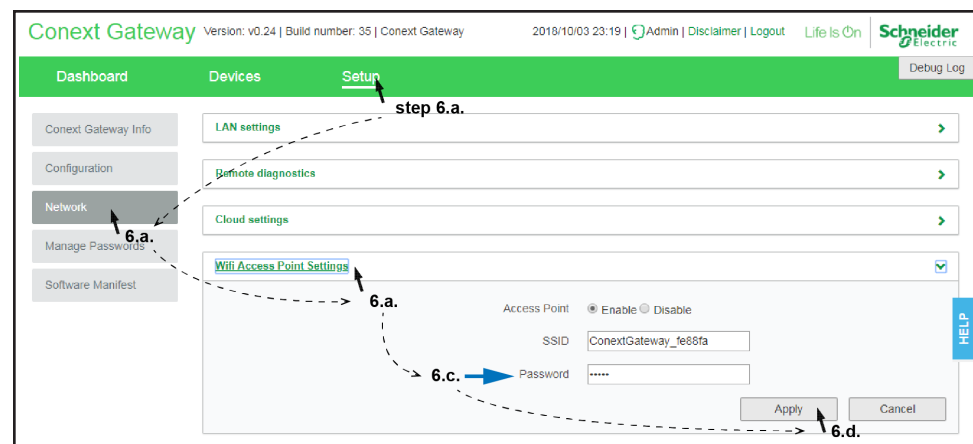 Conext Gateway Version: v0.24 | Build number: 35 | Conext Gateway 2018/10/03 23:19 | Admin | Disclaimer | Logout Life Is On Schneider Electric
Debug Log
Dashboard Devices Setup
step 6.a.
Conext Gateway Info
Configuration
Network
6.a.
Manage Passwords
Software Manifest
LAN settings
Remote diagnostics
Cloud settings
Wifi Access Point Settings
6.a.
Access Point Enable Disable
SSID ConextGateway_fe88fa
6.c. Password •••••
Apply Cancel
6.d.
HELP